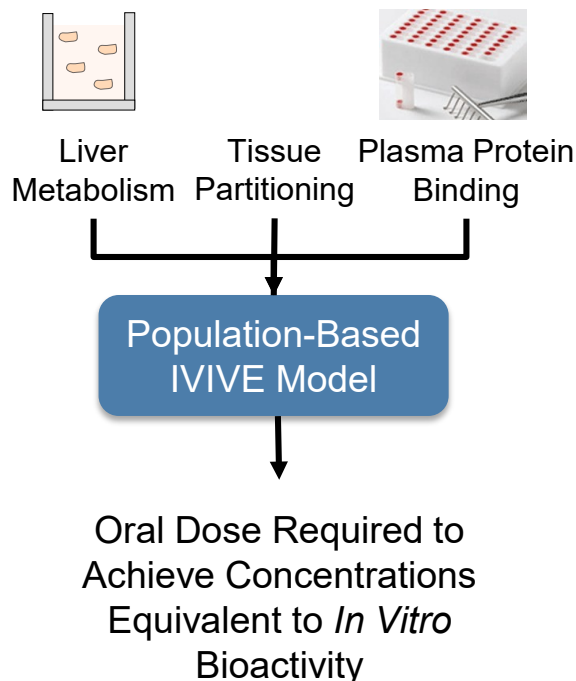 Liver
Metabolism
Tissue
Partitioning
Plasma Protein
Binding
Population-Based
IVIVE Model
Oral Dose Required to
Achieve Concentrations
Equivalent to In Vitro
Bioactivity